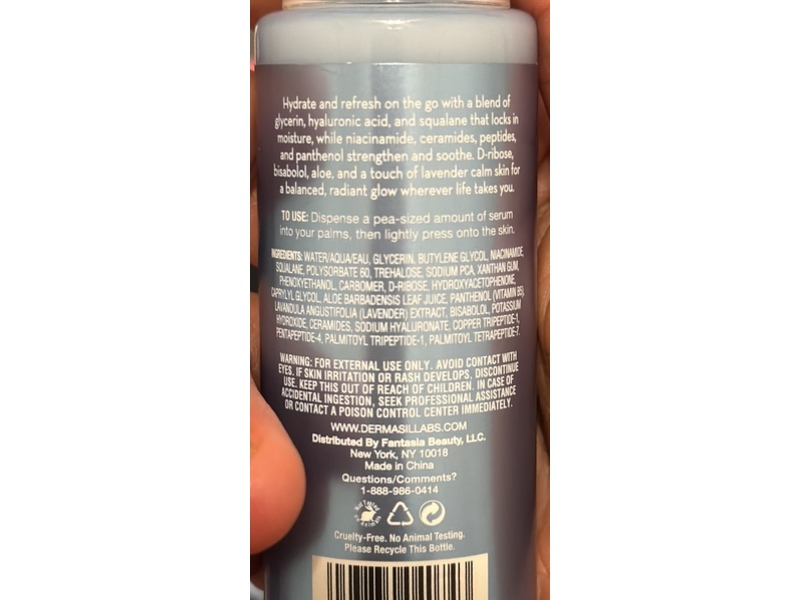 Hydrate and refresh on the go with a blend of
glycerin, hyaluronic acid, and squalane that locks in
moisture, while niacinamide, ceramides, peptides,
and panthenol strengthen and soothe. D-ribose,
bisabolol, aloe, and a touch of lavender calm skin for
a balanced, radiant glow wherever life takes you.
TO USE: Dispense a pea-sized amount of serum
into your palms, then lightly press onto the skin.
INGREDIENTS: WATER/AQUA/EAU, GLYCERIN, BUTYLENE GLYCOL, NIACINAMIDE,
SQUALANE, POLYSORBATE 60, TREHALOSE, SODIUM PCA, XANTHAN GUM,
PHENOXYETHANOL, CARBOMER, D-RIBOSE, HYDROXYACETOPHENONE,
CAPRYLYL GLYCOL, ALOE BARBADENSIS LEAF JUICE, PANTHENOL (VITAMIN B5),
LAVANDULA ANGUSTIFOLIA (LAVENDER) EXTRACT, BISABOLOL, POTASSIUM
HYDROXIDE, CERAMIDES, SODIUM HYALURONATE, COPPER TRIPEPTIDE-1,
PENTAPEPTIDE-4, PALMITOYL TRIPEPTIDE-1, PALMITOYL TETRAPEPTIDE-7.
WARNING: FOR EXTERNAL USE ONLY. AVOID CONTACT WITH
EYES. IF SKIN IRRITATION OR RASH DEVELOPS, DISCONTINUE
USE. KEEP THIS OUT OF REACH OF CHILDREN. IN CASE OF
ACCIDENTAL INGESTION, SEEK PROFESSIONAL ASSISTANCE
OR CONTACT A POISON CONTROL CENTER IMMEDIATELY.
WWW.DERMASILLABS.COM
Distributed By Fantasia Beauty, LLC.
New York, NY 10018
Made in China
Questions/Comments?
1-888-986-0414
Not Tested
on Animals
Cruelty-Free. No Animal Testing.
Please Recycle This Bottle.